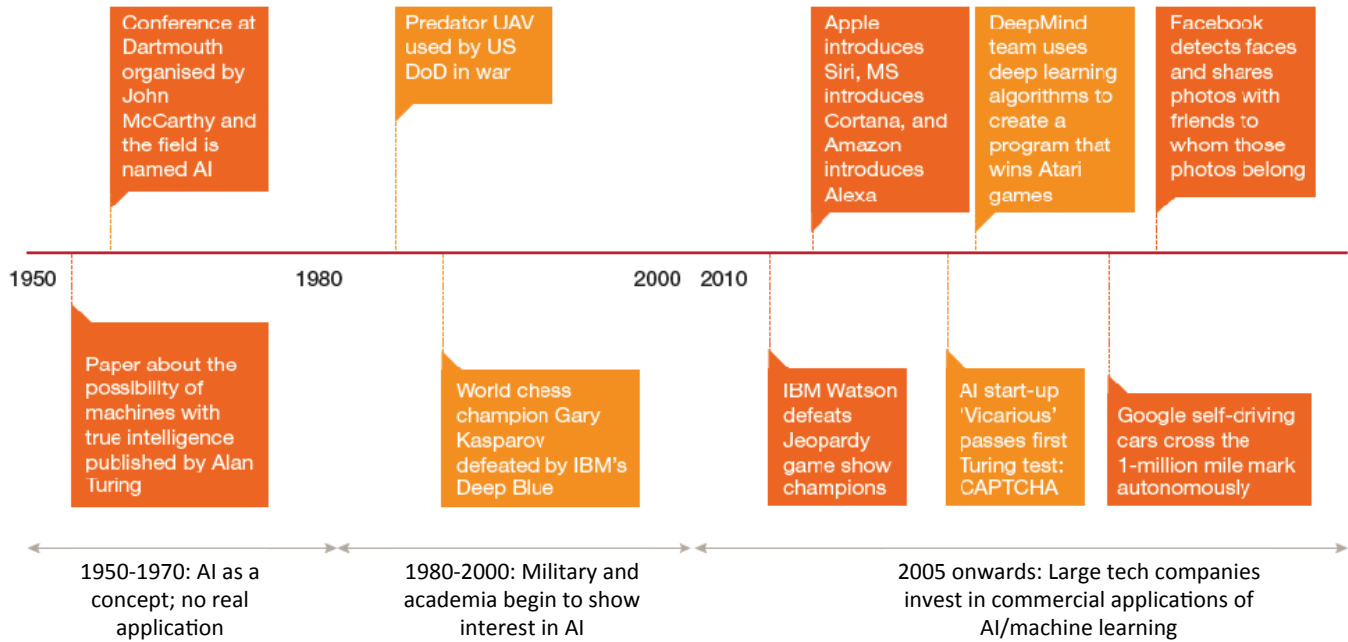 Conference at
Dartmouth
organised by
John
McCarthy and
the field is
named AI
Predator UAV
used by US
DoD in war
Apple
introduces
Siri, MS
introduces
Cortana, and
Amazon
introduces
Alexa
DeepMind
team uses
deep learning
algorithms to
create a
program that
wins Atari
games
Facebook
detects faces
and shares
photos with
friends to
whom those
photos belong
1950
1980
2000
2010
Paper about the
possibility of
machines with
true intelligence
published by Alan
Turing
World chess
champion Gary
Kasparov
defeated by IBM's
Deep Blue
IBM Watson
defeats
Jeopardy
game show
champions
AI start-up
'Vicarious'
passes first
Turing test:
CAPTCHA
Google self-driving
cars cross the
1-million mile mark
autonomously
1950-1970: AI as a
concept; no real
application
1980-2000: Military and
academia begin to show
interest in AI
2005 onwards: Large tech companies
invest in commercial applications of
AI/machine learning